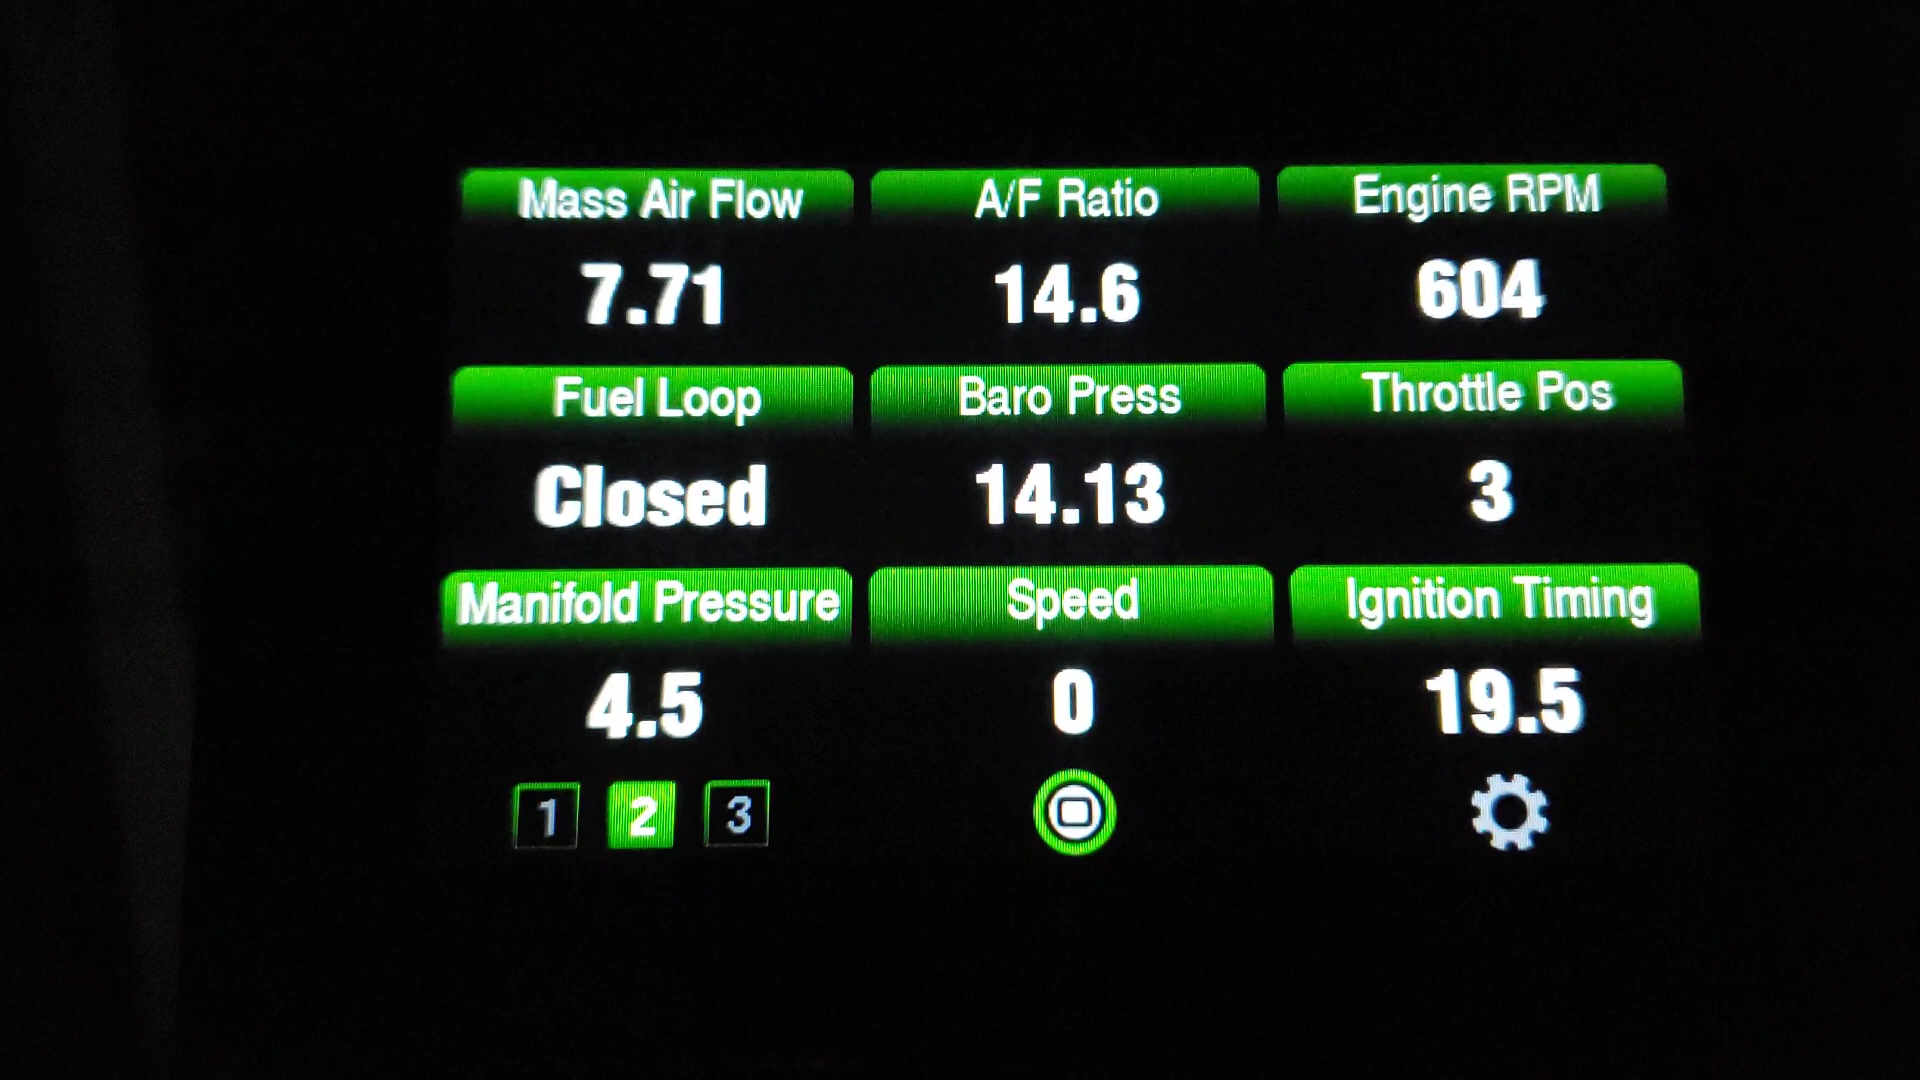 Mass Air Flow A/F Ratio Engine RPM
7.71 14.6 604
Fuel Loop Baro Press Throttle Pos
Closed 14.13 3
Manifold Pressure Speed Ignition Timing
4.5 0 19.5
1 2 3